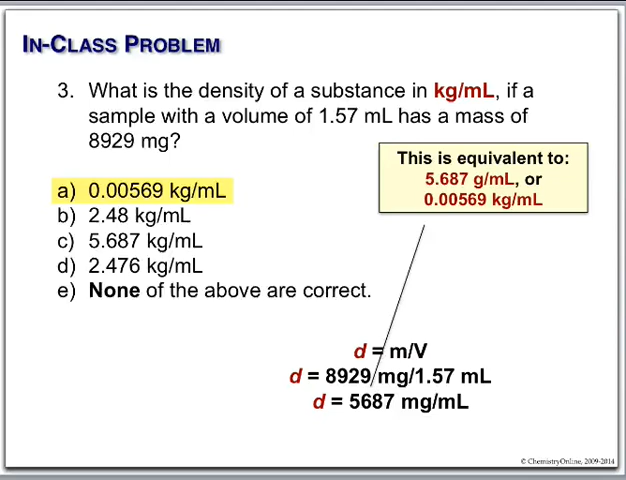 IN-CLASS PROBLEM
3. What is the density of a substance in kg/mL, if a
sample with a volume of 1.57 mL has a mass of
8929 mg?
This is equivalent to:
5.687 g/mL, or
0.00569 kg/mL
a) 0.00569 kg/mL
b) 2.48 kg/mL
c) 5.687 kg/mL
d) 2.476 kg/mL
e) None of the above are correct.
d = m/V
d = 8929 mg/1.57 mL
d = 5687 mg/mL
© ChemistryOnline, 2009-2014